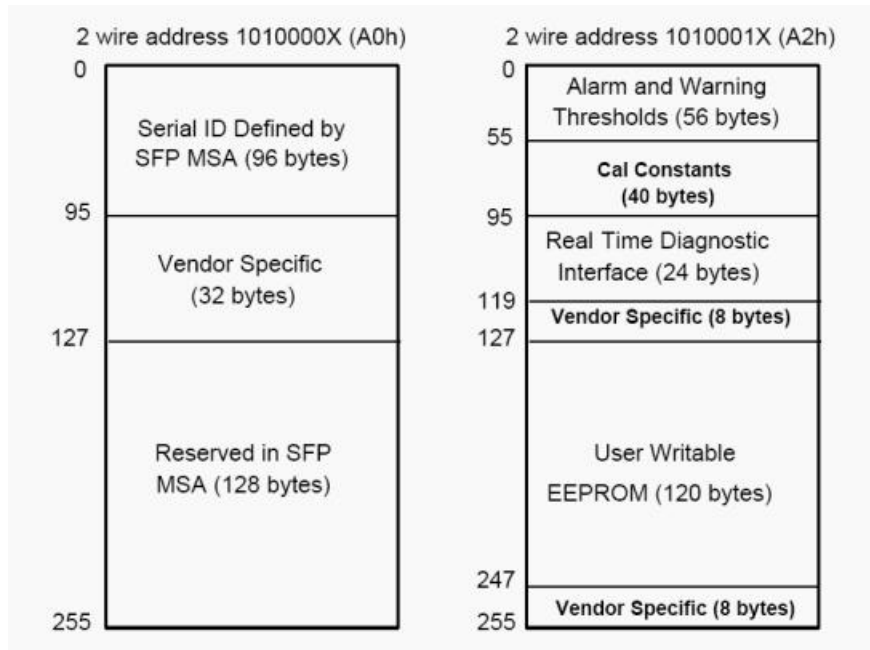 2 wire address 1010000X (A0h)
0
Serial ID Defined by
SFP MSA (96 bytes)
95
Vendor Specific
(32 bytes)
127
Reserved in SFP
MSA (128 bytes)
255
2 wire address 1010001X (A2h)
0
Alarm and Warning
Thresholds (56 bytes)
55
Cal Constants
(40 bytes)
95
Real Time Diagnostic
Interface (24 bytes)
119
Vendor Specific (8 bytes)
127
User Writable
EEPROM (120 bytes)
247
Vendor Specific (8 bytes)
255